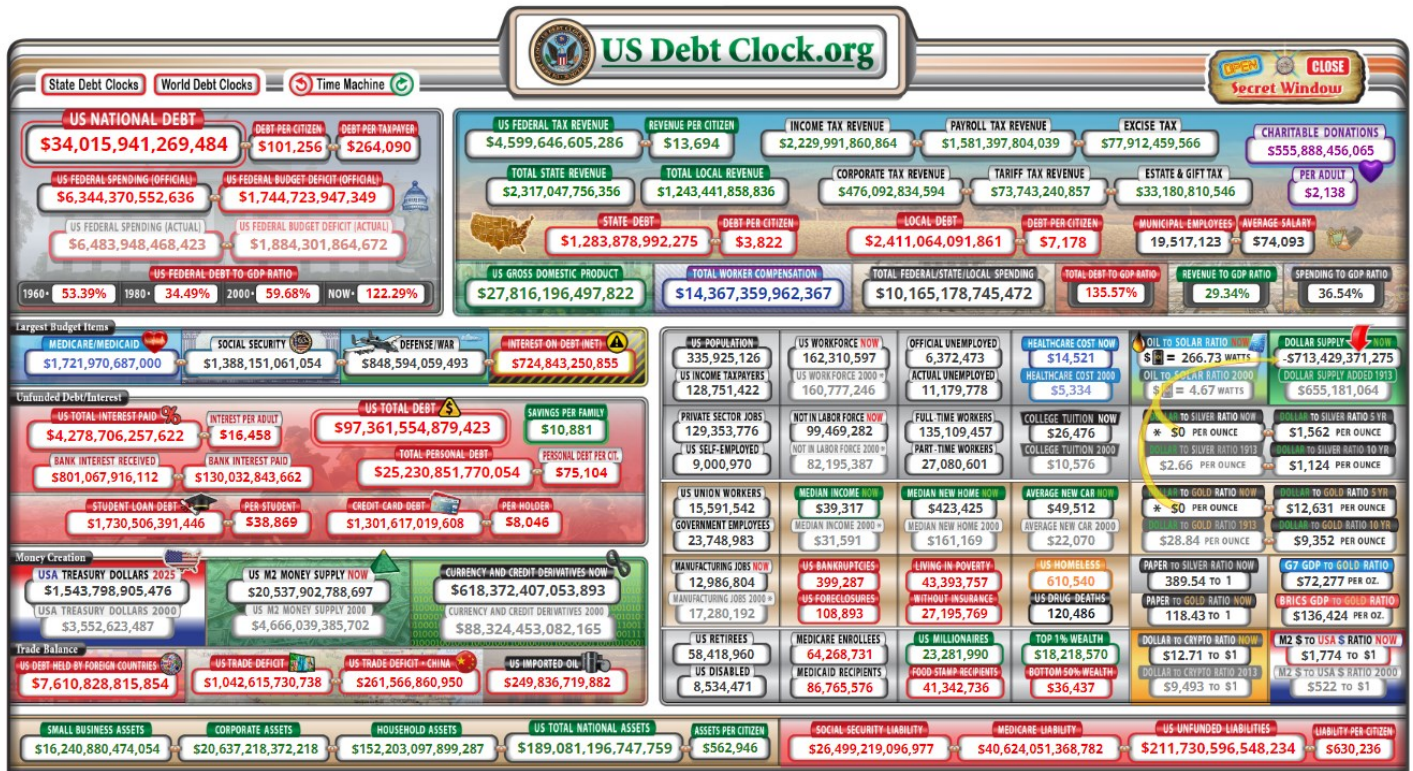 US Debt Clock.org
State Debt Clocks World Debt Clocks Time Machine
OPEN CLOSE
Secret Window
US NATIONAL DEBT
$34,015,941,269,484
DEBT PER CITIZEN
$101,256
DEBT PER TAXPAYER
$264,090
US FEDERAL SPENDING (OFFICIAL)
$6,344,370,552,636
US FEDERAL BUDGET DEFICIT (OFFICIAL)
$1,744,723,947,349
US FEDERAL SPENDING (ACTUAL)
$6,483,948,468,423
US FEDERAL BUDGET DEFICIT (ACTUAL)
$1,884,301,864,672
US FEDERAL DEBT TO GDP RATIO
1960• 53.39% 1980• 34.49% 2000• 59.68% NOW• 122.29%
US FEDERAL TAX REVENUE
$4,599,646,605,286
REVENUE PER CITIZEN
$13,694
INCOME TAX REVENUE
$2,229,991,860,864
PAYROLL TAX REVENUE
$1,581,397,804,039
EXCISE TAX
$77,912,459,566
CHARITABLE DONATIONS
$555,888,456,065
TOTAL STATE REVENUE
$2,317,047,756,356
TOTAL LOCAL REVENUE
$1,243,441,858,836
CORPORATE TAX REVENUE
$476,092,834,594
TARIFF TAX REVENUE
$73,743,240,857
ESTATE & GIFT TAX
$33,180,810,546
PER ADULT
$2,138
STATE DEBT
$1,283,878,992,275
DEBT PER CITIZEN
$3,822
LOCAL DEBT
$2,411,064,091,861
DEBT PER CITIZEN
$7,178
MUNICIPAL EMPLOYEES
19,517,123
AVERAGE SALARY
$74,093
US GROSS DOMESTIC PRODUCT
$27,816,196,497,822
TOTAL WORKER COMPENSATION
$14,367,359,962,367
TOTAL FEDERAL/STATE/LOCAL SPENDING
$10,165,178,745,472
TOTAL DEBT TO GDP RATIO
135.57%
REVENUE TO GDP RATIO
29.34%
SPENDING TO GDP RATIO
36.54%
Largest Budget Items
MEDICARE/MEDICAID
$1,721,970,687,000
SOCIAL SECURITY
$1,388,151,061,054
DEFENSE/WAR
$848,594,059,493
INTEREST ON DEBT (NET)
$724,843,250,855
Unfunded Debt/Interest
US TOTAL INTEREST PAID
$4,278,706,257,622
INTEREST PER ADULT
$16,458
US TOTAL DEBT
$97,361,554,879,423
SAVINGS PER FAMILY
$10,881
BANK INTEREST RECEIVED
$801,067,916,112
BANK INTEREST PAID
$130,032,843,662
TOTAL PERSONAL DEBT
$25,230,851,770,054
PERSONAL DEBT PER CIT.
$75,104
STUDENT LOAN DEBT
$1,730,506,391,446
PER STUDENT
$38,869
CREDIT CARD DEBT
$1,301,617,019,608
PER HOLDER
$8,046
Money Creation
USA TREASURY DOLLARS 2025
$1,543,798,905,476
USA TREASURY DOLLARS 2000
$3,552,623,487
US M2 MONEY SUPPLY NOW
$20,537,902,788,697
US M2 MONEY SUPPLY 2000
$4,666,039,385,702
CURRENCY AND CREDIT DERIVATIVES NOW
$618,372,407,053,893
CURRENCY AND CREDIT DERIVATIVES 2000
$88,324,453,082,165
Trade Balance
US DEBT HELD BY FOREIGN COUNTRIES
$7,610,828,815,854
US TRADE DEFICIT
$1,042,615,730,738
US TRADE DEFICIT • CHINA
$261,566,860,950
US IMPORTED OIL
$249,836,719,882
US POPULATION
335,925,126
US INCOME TAXPAYERS
128,751,422
US WORKFORCE NOW
162,310,597
US WORKFORCE 2000 *
160,777,246
OFFICIAL UNEMPLOYED
6,372,473
ACTUAL UNEMPLOYED
11,179,778
HEALTHCARE COST NOW
$14,521
HEALTHCARE COST 2000
$5,334
OIL TO SOLAR RATIO NOW
$ = 266.73 WATTS
OIL TO SOLAR RATIO 2000
$ = 4.67 WATTS
DOLLAR SUPPLY NOW
-$713,429,371,275
DOLLAR SUPPLY ADDED 1913
$655,181,064
PRIVATE SECTOR JOBS
129,353,776
US SELF-EMPLOYED
9,000,970
NOT IN LABOR FORCE NOW
99,469,282
NOT IN LABOR FORCE 2000 *
82,195,387
FULL-TIME WORKERS
135,109,457
PART-TIME WORKERS
27,080,601
COLLEGE TUITION NOW
$26,476
COLLEGE TUITION 2000
$10,576
TO SILVER RATIO NOW
* $0 PER OUNCE
DOLLAR TO SILVER RATIO 1913
$2.66 PER OUNCE
DOLLAR TO SILVER RATIO 5 YR
$1,562 PER OUNCE
DOLLAR TO SILVER RATIO 10 YR
$1,124 PER OUNCE
US UNION WORKERS
15,591,542
GOVERNMENT EMPLOYEES
23,748,983
MEDIAN INCOME NOW
$39,317
MEDIAN INCOME 2000 *
$31,591
MEDIAN NEW HOME NOW
$423,425
MEDIAN NEW HOME 2000
$161,169
AVERAGE NEW CAR NOW
$49,512
AVERAGE NEW CAR 2000
$22,070
TO GOLD RATIO NOW
* $0 PER OUNCE
DOLLAR TO GOLD RATIO 1913
$28.84 PER OUNCE
DOLLAR TO GOLD RATIO 5 YR
$12,631 PER OUNCE
DOLLAR TO GOLD RATIO 10 YR
$9,352 PER OUNCE
MANUFACTURING JOBS NOW
12,986,804
MANUFACTURING JOBS 2000 *
17,280,192
US BANKRUPTCIES
399,287
US FORECLOSURES
108,893
LIVING IN POVERTY
43,393,757
WITHOUT INSURANCE
27,195,769
US HOMELESS
610,540
US DRUG DEATHS
120,486
PAPER TO SILVER RATIO NOW
389.54 TO 1
PAPER TO GOLD RATIO NOW
118.43 TO 1
G7 GDP TO GOLD RATIO
$72,277 PER OZ.
BRICS GDP TO GOLD RATIO
$136,424 PER OZ.
US RETIREES
58,418,960
US DISABLED
8,534,471
MEDICARE ENROLLEES
64,268,731
MEDICAID RECIPIENTS
86,765,576
US MILLIONAIRES
23,281,990
FOOD STAMP RECIPIENTS
41,342,736
TOP 1% WEALTH
$18,218,570
BOTTOM 50% WEALTH
$36,437
DOLLAR TO CRYPTO RATIO NOW
$12.71 TO $1
DOLLAR TO CRYPTO RATIO 2013
$9,493 TO $1
M2 $ TO USA $ RATIO NOW
$1,774 TO $1
M2 $ TO USA $ RATIO 2000
$522 TO $1
SMALL BUSINESS ASSETS
$16,240,880,474,054
CORPORATE ASSETS
$20,637,218,372,218
HOUSEHOLD ASSETS
$152,203,097,899,287
US TOTAL NATIONAL ASSETS
$189,081,196,747,759
ASSETS PER CITIZEN
$562,946
SOCIAL SECURITY LIABILITY
$26,499,219,096,977
MEDICARE LIABILITY
$40,624,051,368,782
US UNFUNDED LIABILITIES
$211,730,596,548,234
LIABILITY PER CITIZEN
$630,236